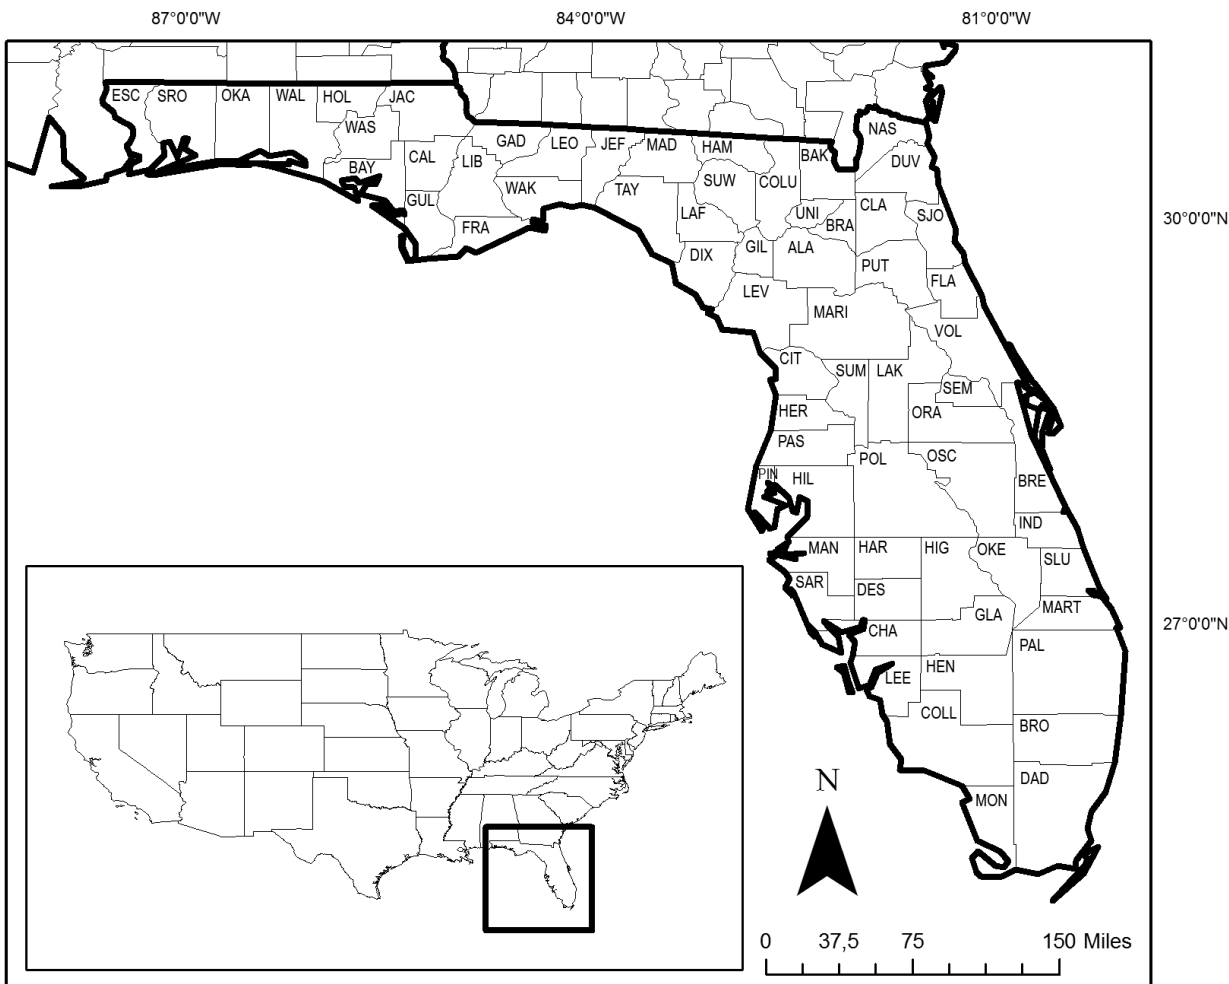 87°0'0"W 84°0'0"W 81°0'0"W
ESC SRO OKA WAL HOL JAC
NAS
WAS GAD LEO JEF MAD HAM BAK
BAY CAL LIB DUV
WAK TAY SUW COLU
GUL LAF UNI CLA SJO
FRA BRA
30°0'0"N
DIX GIL ALA
PUT
LEV FLA
MARI
VOL
CIT SUM LAK
SEM
HER ORA
PAS POL OSC
PIN HIL BRE
IND
MAN HAR HIG OKE SLU
SAR DES
GLA MART
CHA 27°0'0"N
PAL
LEE HEN
COLL
BRO
DAD
MON
N
0 37,5 75 150 Miles